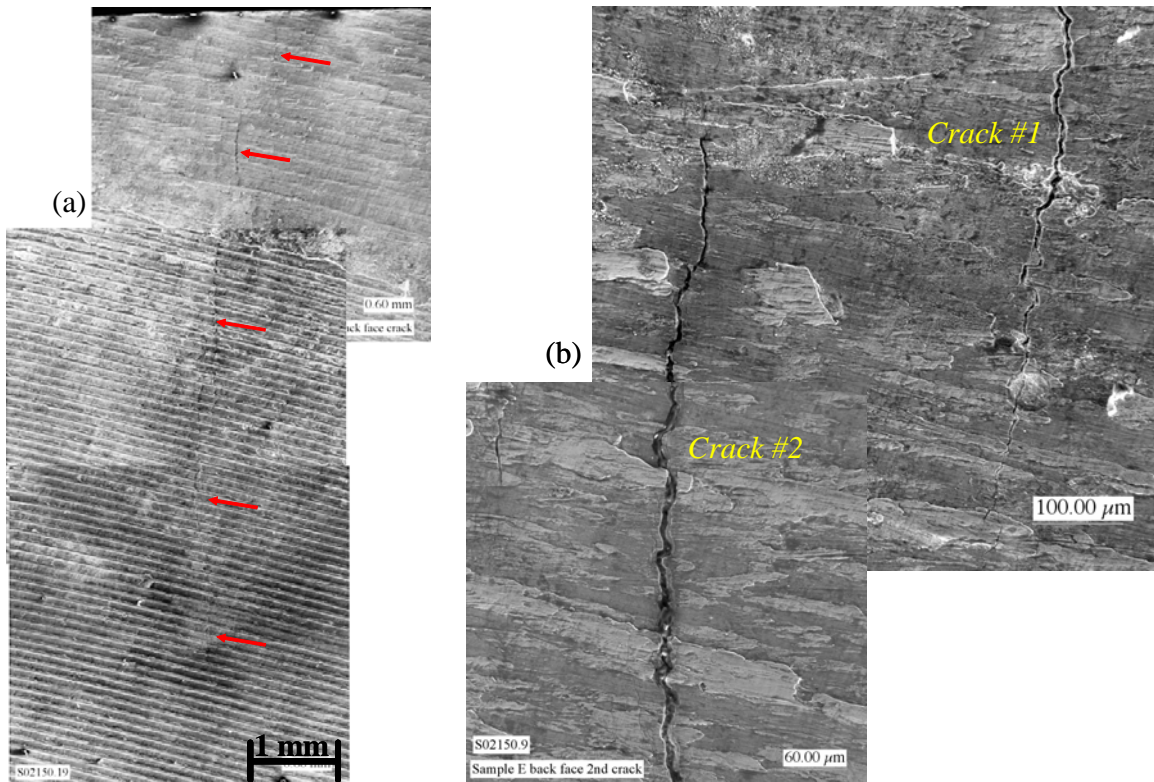 (a)
0.60 mm
ack face crack
S02150.19
1 mm
(b)
Crack #1
Crack #2
100.00 μm
S02150.9
Sample E back face 2nd crack
60.00 μm